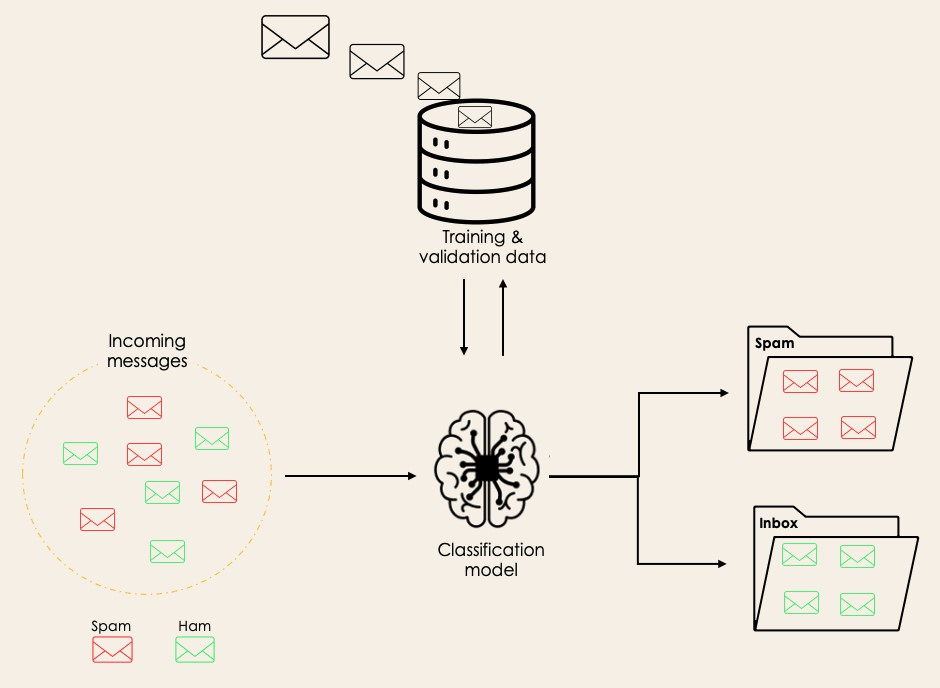 Training &
validation data
Incoming
messages
Classification
model
Spam
Inbox
Spam
Ham